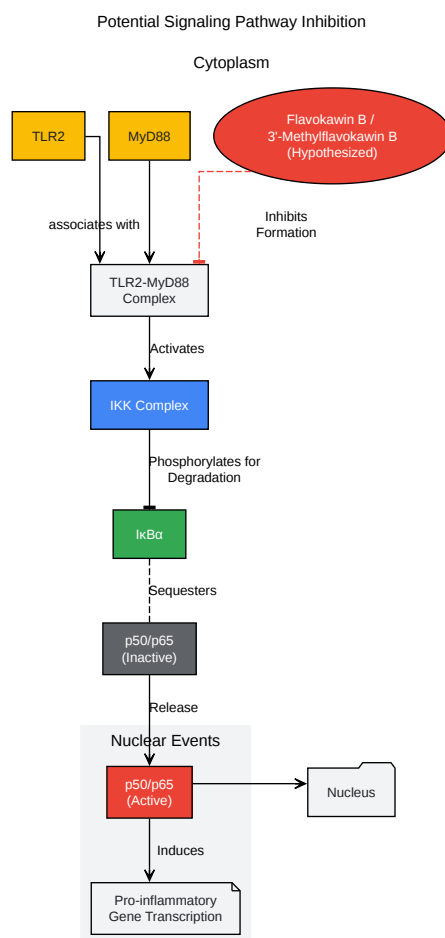 Potential Signaling Pathway Inhibition
Cytoplasm
TLR2
MyD88
Flavokawin B /
3'-Methylflavokawin B
(Hypothesized)
associates with
Inhibits
Formation
TLR2-MyD88
Complex
Activates
IKK Complex
Phosphorylates for
Degradation
IκBα
Sequesters
p50/p65
(Inactive)
Release
Nuclear Events
p50/p65
(Active)
Nucleus
Induces
Pro-inflammatory
Gene Transcription